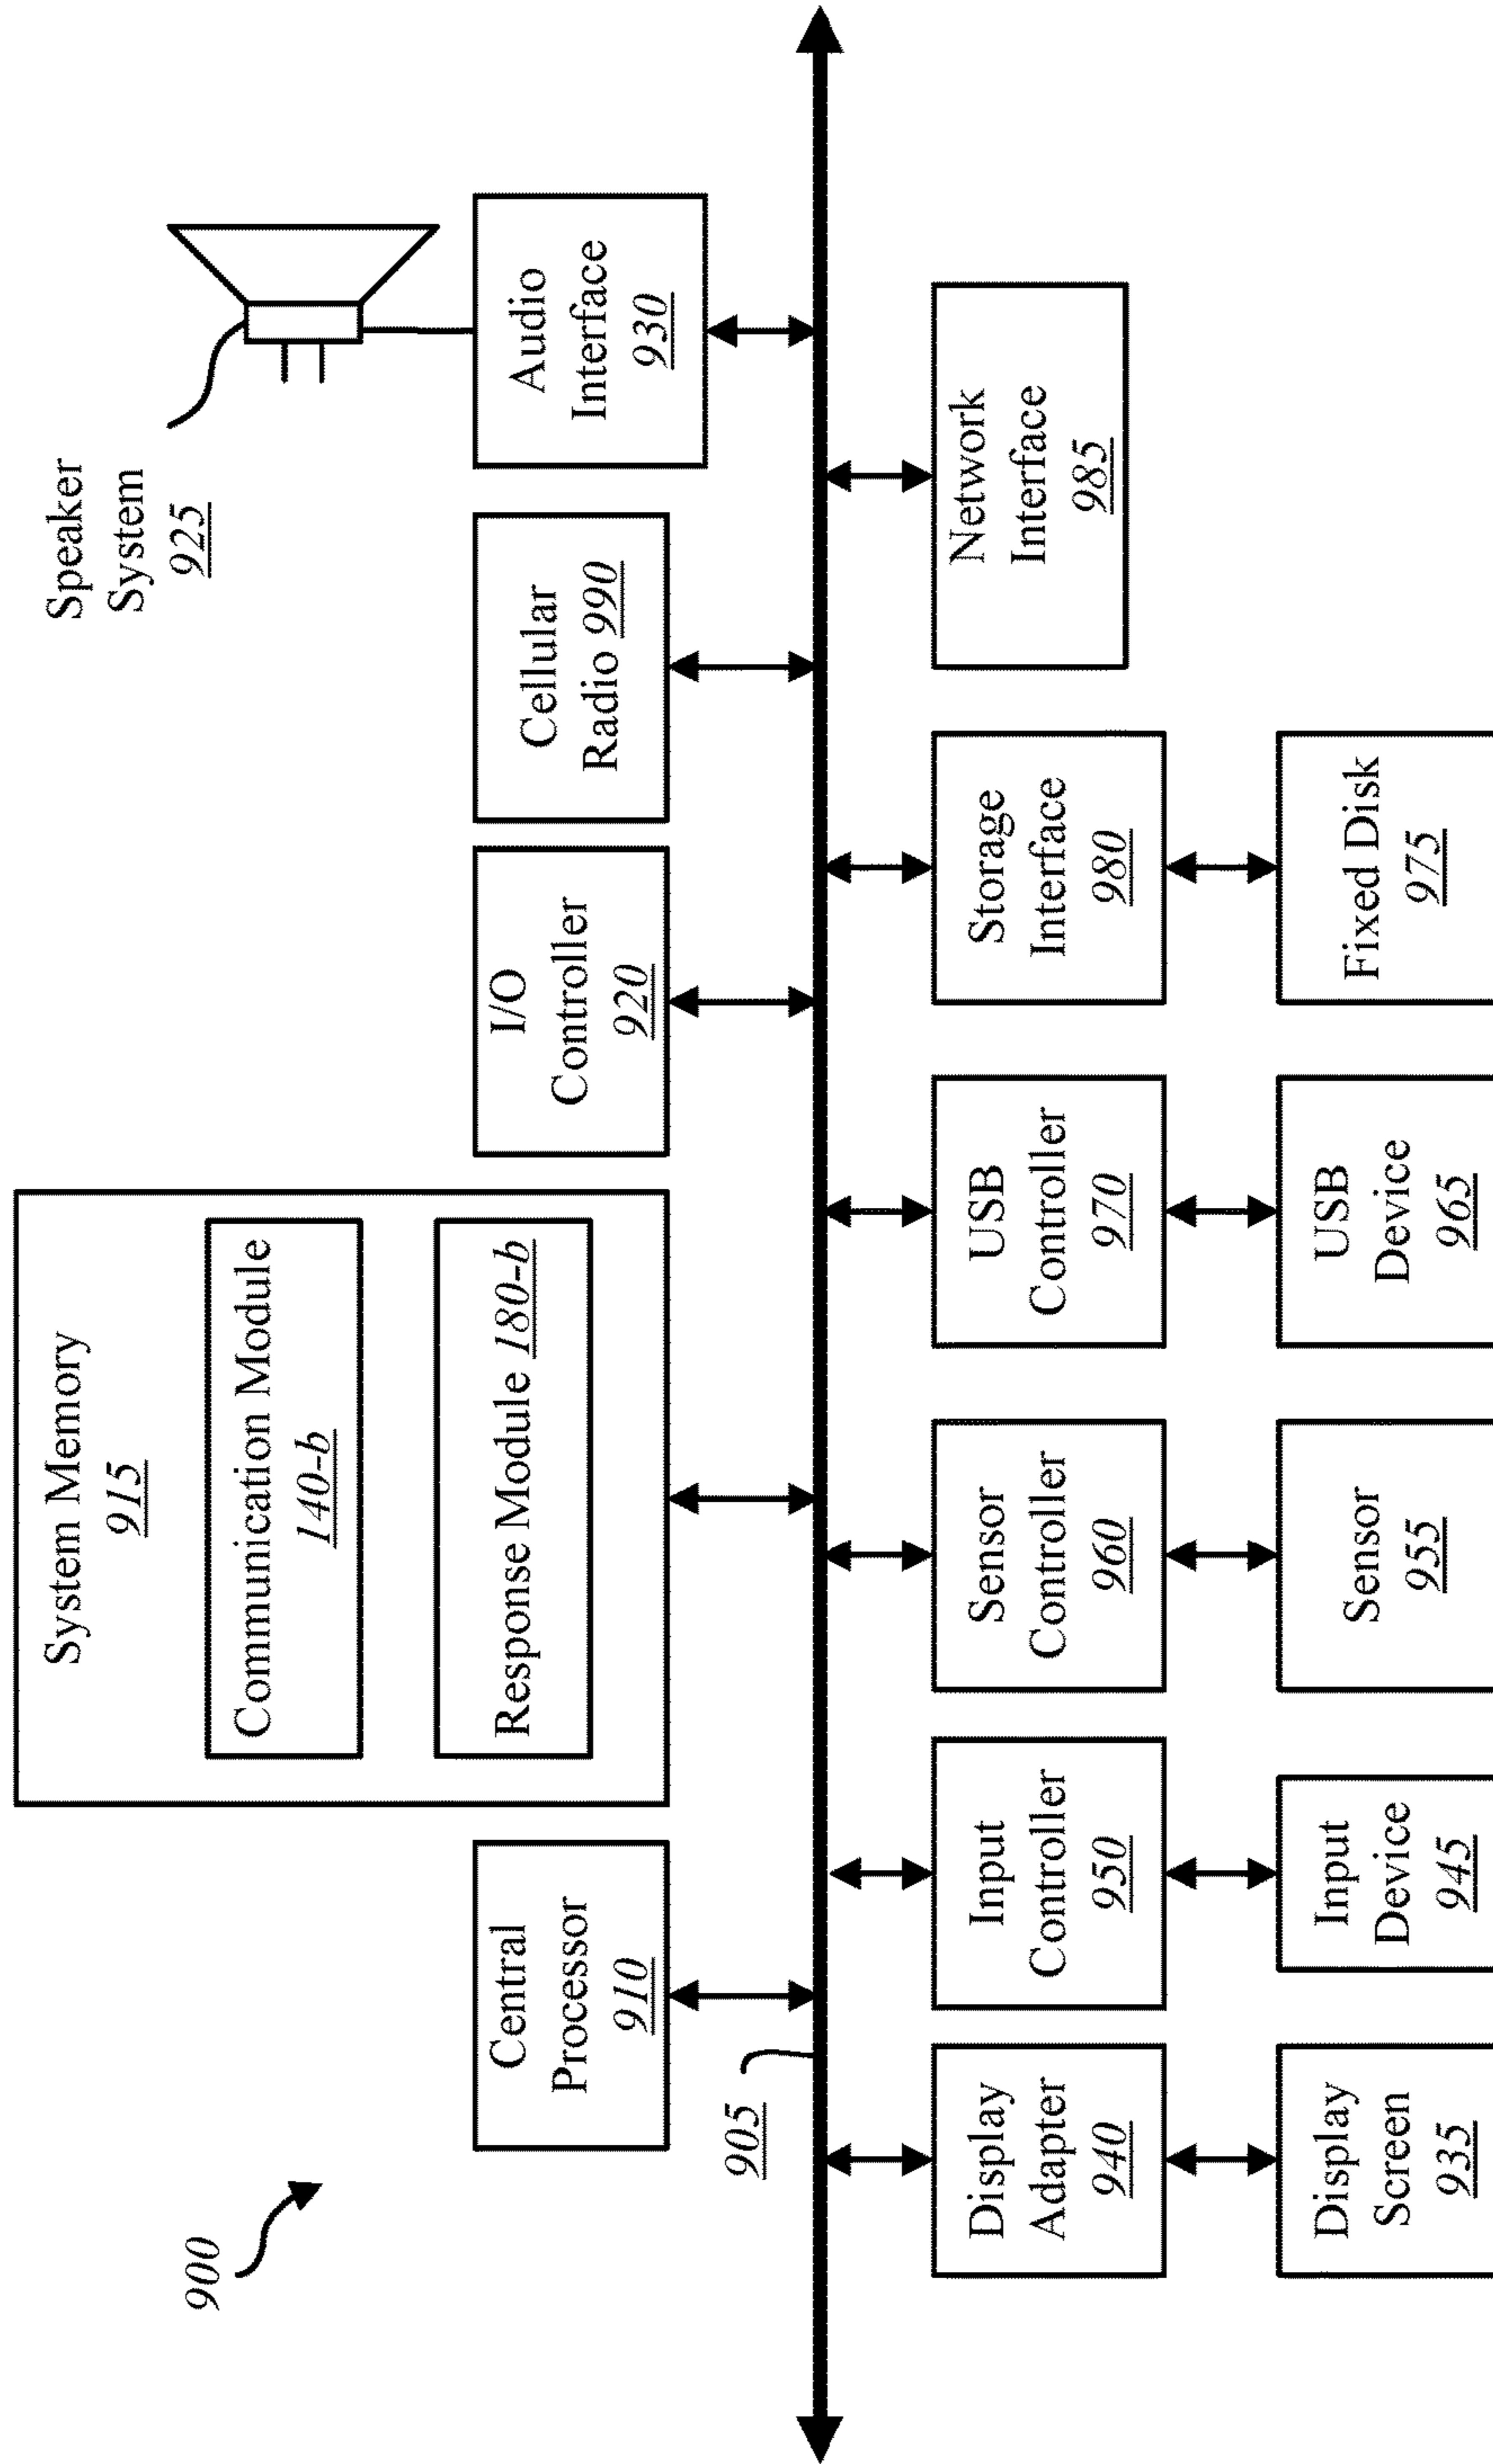 900
Central
Processor
910
System Memory
915
Communication Module
140-b
Response Module 180-b
I/O
Controller
920
Cellular
Radio 990
Speaker
System
925
Audio
Interface
930
905
Display
Adapter
940
Input
Controller
950
Sensor
Controller
960
USB
Controller
970
Storage
Interface
980
Network
Interface
985
Display
Screen
935
Input
Device
945
Sensor
955
USB
Device
965
Fixed Disk
975